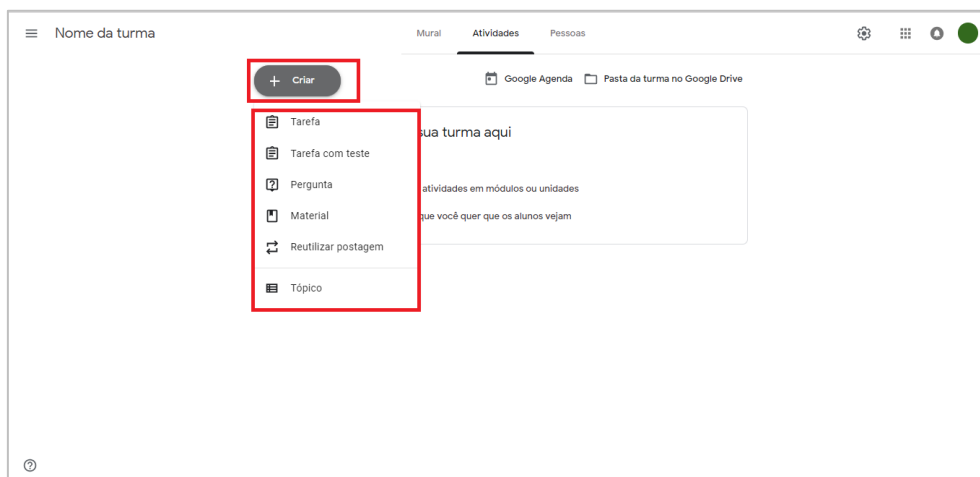 Nome da turma
Mural Atividades Pessoas
Criar
Google Agenda Pasta da turma no Google Drive
Tarefa
sua turma aqui
Tarefa com teste
Pergunta
atividades em módulos ou unidades
Material
que você quer que os alunos vejam
Reutilizar postagem
Tópico